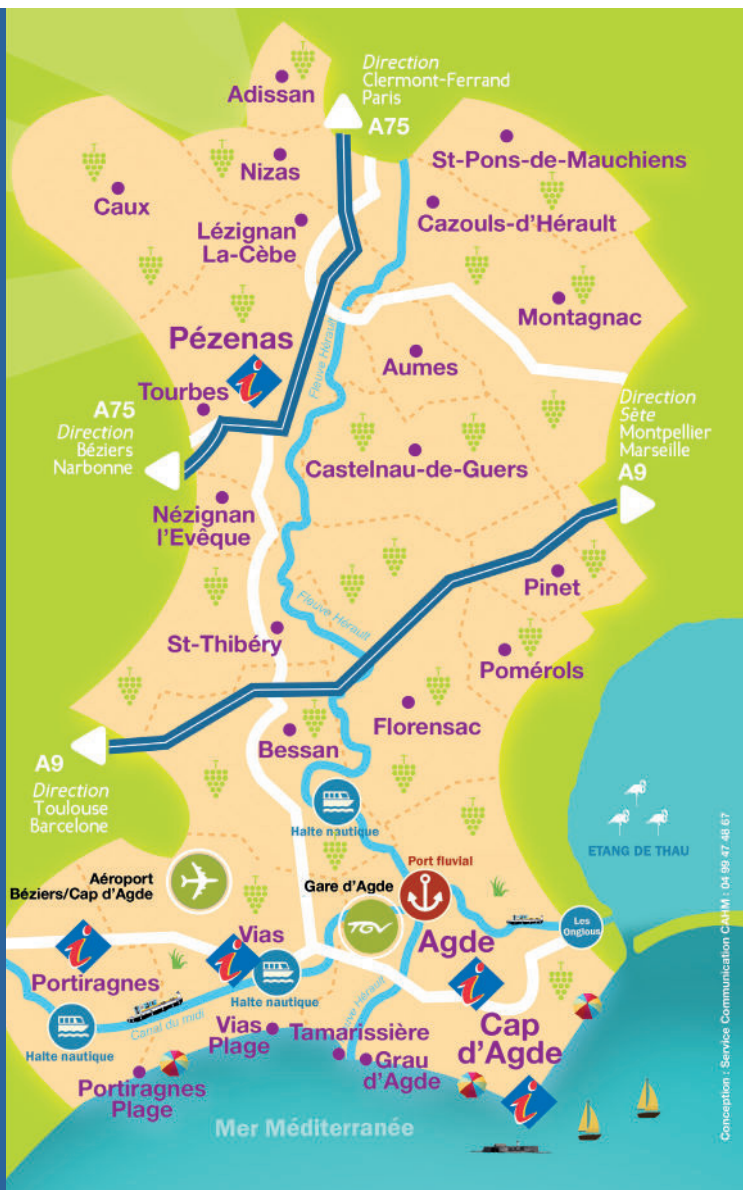 Direction
Clermont-Ferrand
Paris
A75
Adissan
St-Pons-de-Mauchiens
Nizas
Caux
Cazouls-d'Hérault
Lézignan
La-Cèbe
Montagnac
Pézenas
Fleuve Hérault
Aumes
Tourbes
i
A75
Direction
Béziers
Narbonne
Direction
Sète
Montpellier
Marseille
A9
Castelnau-de-Guers
Nézignan
l'Evêque
Pinet
Fleuve Hérault
St-Thibéry
Pomérols
Florensac
Bessan
A9
Direction
Toulouse
Barcelone
Halte nautique
ETANG DE THAU
Aéroport
Béziers/Cap d'Agde
Gare d'Agde
Port fluvial
TGV
Les
Onglous
Vias
i
Agde
i
Portiragnes
i
Halte nautique
Canal du midi
Fleuve Hérault
Halte nautique
Vias
Plage
Tamarissière
Grau
d'Agde
Cap
d'Agde
i
Portiragnes
Plage
Mer Méditerranée
Conception : Service Communication CAHM : 04 99 47 48 67